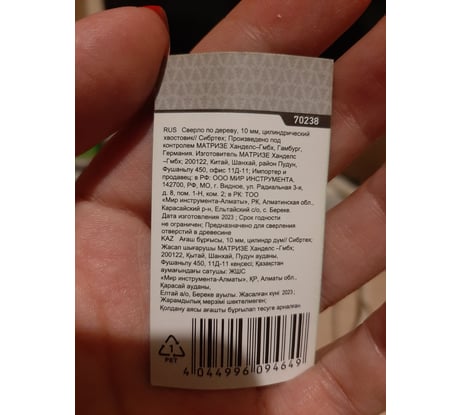 70238
RUS Сверло по дереву, 10 мм, цилиндрический
хвостовик// Сибртех; Произведено под
контролем МАТРИЗЕ Ханделс-Гмбх, Гамбург,
Германия. Изготовитель МАТРИЗЕ Ханделс
-Гмбх; 200122, Китай, Шанхай, район Пудун,
Фушаньлу 450, офис 11Д-11; Импортер и
продавец: в РФ: ООО МИР ИНСТРУМЕНТА,
142700, РФ, МО, г. Видное, ул. Радиальная 3-я,
д. 8, пом. 1-Н, ком. 2; в РК: ТОО
«Мир инструмента-Алматы», РК, Алматинская обл.,
Карасайский р-н, Ельтайский с/о, с. Береке.
Дата изготовления 2023 ; Срок годности
не ограничен; Предназначено для сверления
отверстий в древесине
KAZ Ағаш бұрғысы, 10 мм, цилиндр дүм// Сибртех;
Жасап шығарушы МАТРИЗЕ Ханделс -Гмбх;
200122, Қытай, Шанхай, Пудун ауданы,
Фушаньлу 450, 11Д-11 кеңсесі; Қазақстан
аумағындағы сатушы: ЖШС
«Мир инструмента-Алматы», ҚР, Алматы обл.,
Қарасай ауданы,
Елтай а/о, Береке ауылы. Жасалған күні 2023 ;
Жарамдылық мерзімі шектелмеген;
Қолдану аясы ағашты бұрғылап тесуге арналған
1
PET
4 044996 094649